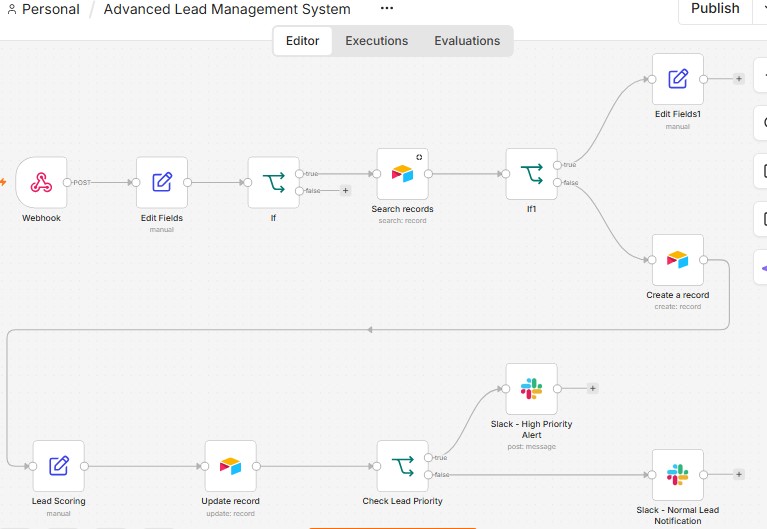 Personal / Advanced Lead Management System ...
Publish
Editor Executions Evaluations
Edit Fields1
manual
Webhook
POST
Edit Fields
manual
If
true
false
Search records
search: record
If1
true
false
Create a record
create: record
Slack - High Priority
Alert
post: message
Lead Scoring
manual
Update record
update: record
Check Lead Priority
true
false
Slack - Normal Lead
Notification